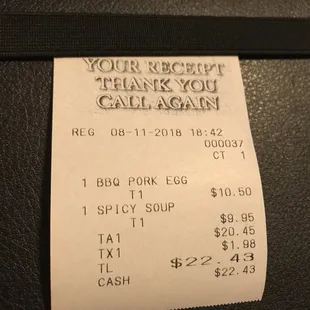 YOUR RECEIPT
THANK YOU
CALL AGAIN
REG 08-11-2018 18:42
000037
CT 1
1 BBQ PORK EGG
T1 $10.50
1 SPICY SOUP
T1 $9.95
TA1 $20.45
TX1 $1.98
TL $22.43
CASH $22.43